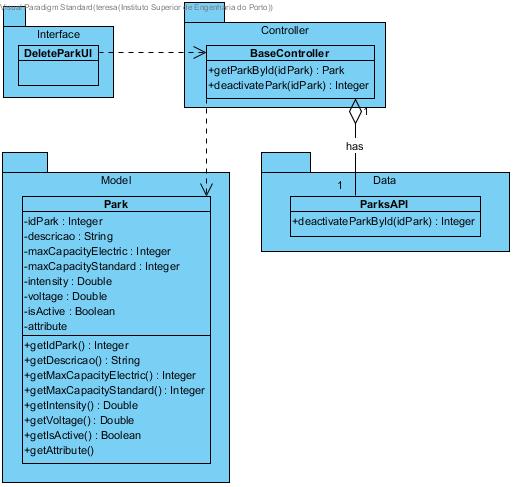 Visual Paradigm Standard(teresa(Instituto Superior de Engenharia do Porto))
Interface
DeleteParkUI
Controller
BaseController
+getParkById(idPark) : Park
+deactivatePark(idPark) : Integer
1
has
1
Model
Park
-idPark : Integer
-descricao : String
-maxCapacityElectric : Integer
-maxCapacityStandard : Integer
-intensity : Double
-voltage : Double
-isActive : Boolean
-attribute
+getIdPark() : Integer
+getDescricao() : String
+getMaxCapacityElectric() : Integer
+getMaxCapacityStandard() : Integer
+getIntensity() : Double
+getVoltage() : Double
+getIsActive() : Boolean
+getAttribute()
Data
ParksAPI
+deactivateParkById(idPark) : Integer